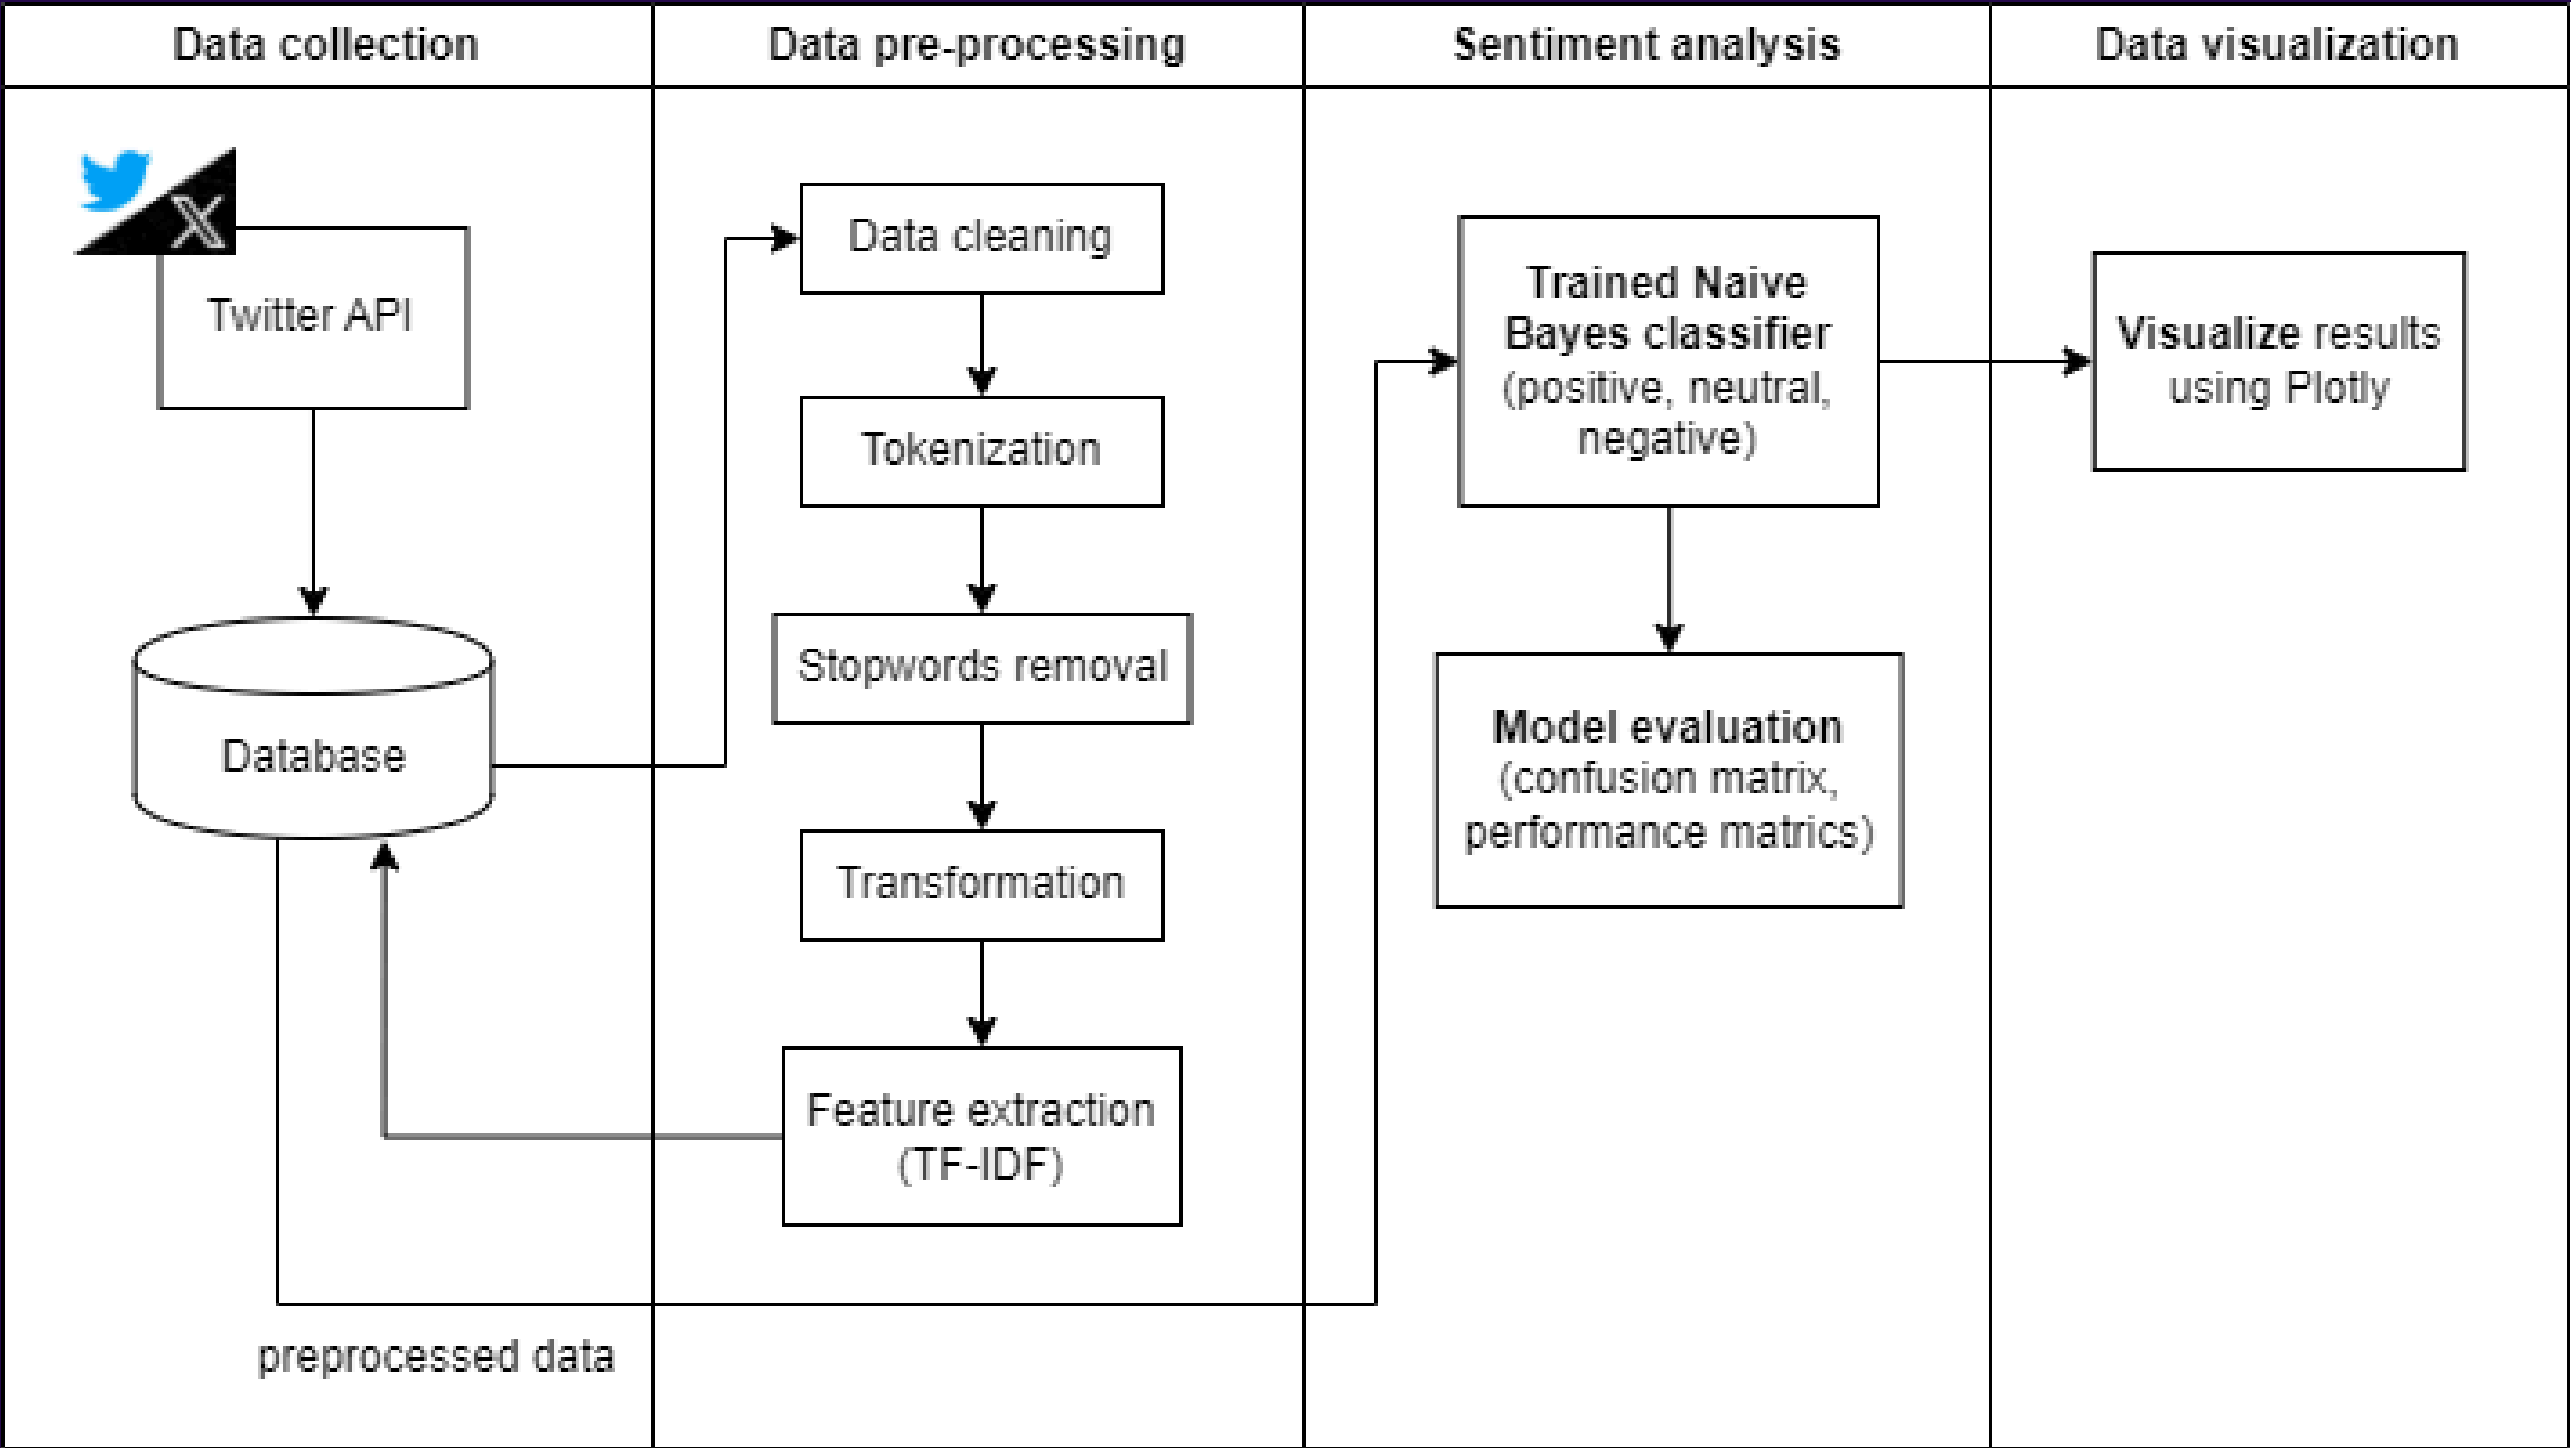 Data collection
Data pre-processing
Sentiment analysis
Data visualization
X
Twitter API
Database
preprocessed data
Data cleaning
Tokenization
Stopwords removal
Transformation
Feature extraction
(TF-IDF)
Trained Naive
Bayes classifier
(positive, neutral,
negative)
Model evaluation
(confusion matrix,
performance matrics)
Visualize results
using Plotly